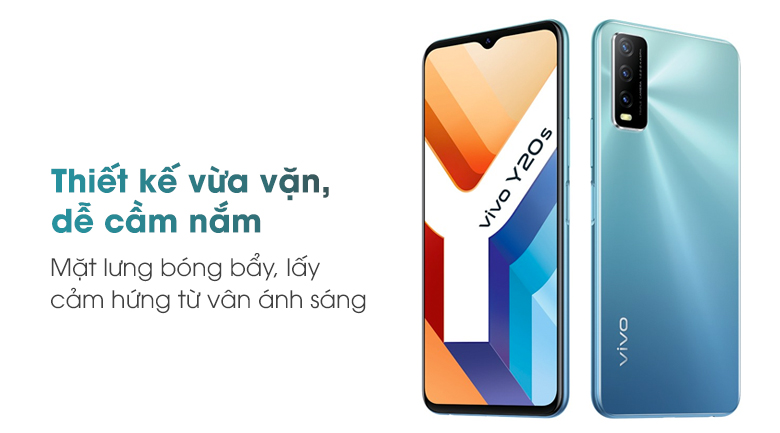 Thiết kế vừa vặn,
dễ cầm nắm
Mặt lưng bóng bẩy, lấy
cảm hứng từ vân ánh sáng
vivo Y20s
vivo